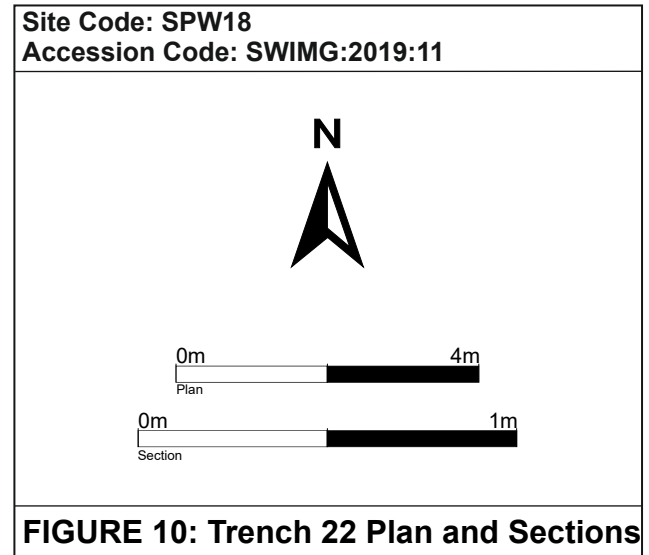 Site Code: SPW18
Accession Code: SWIMG:2019:11
N
0m 4m
Plan
0m 1m
Section
FIGURE 10: Trench 22 Plan and Sections